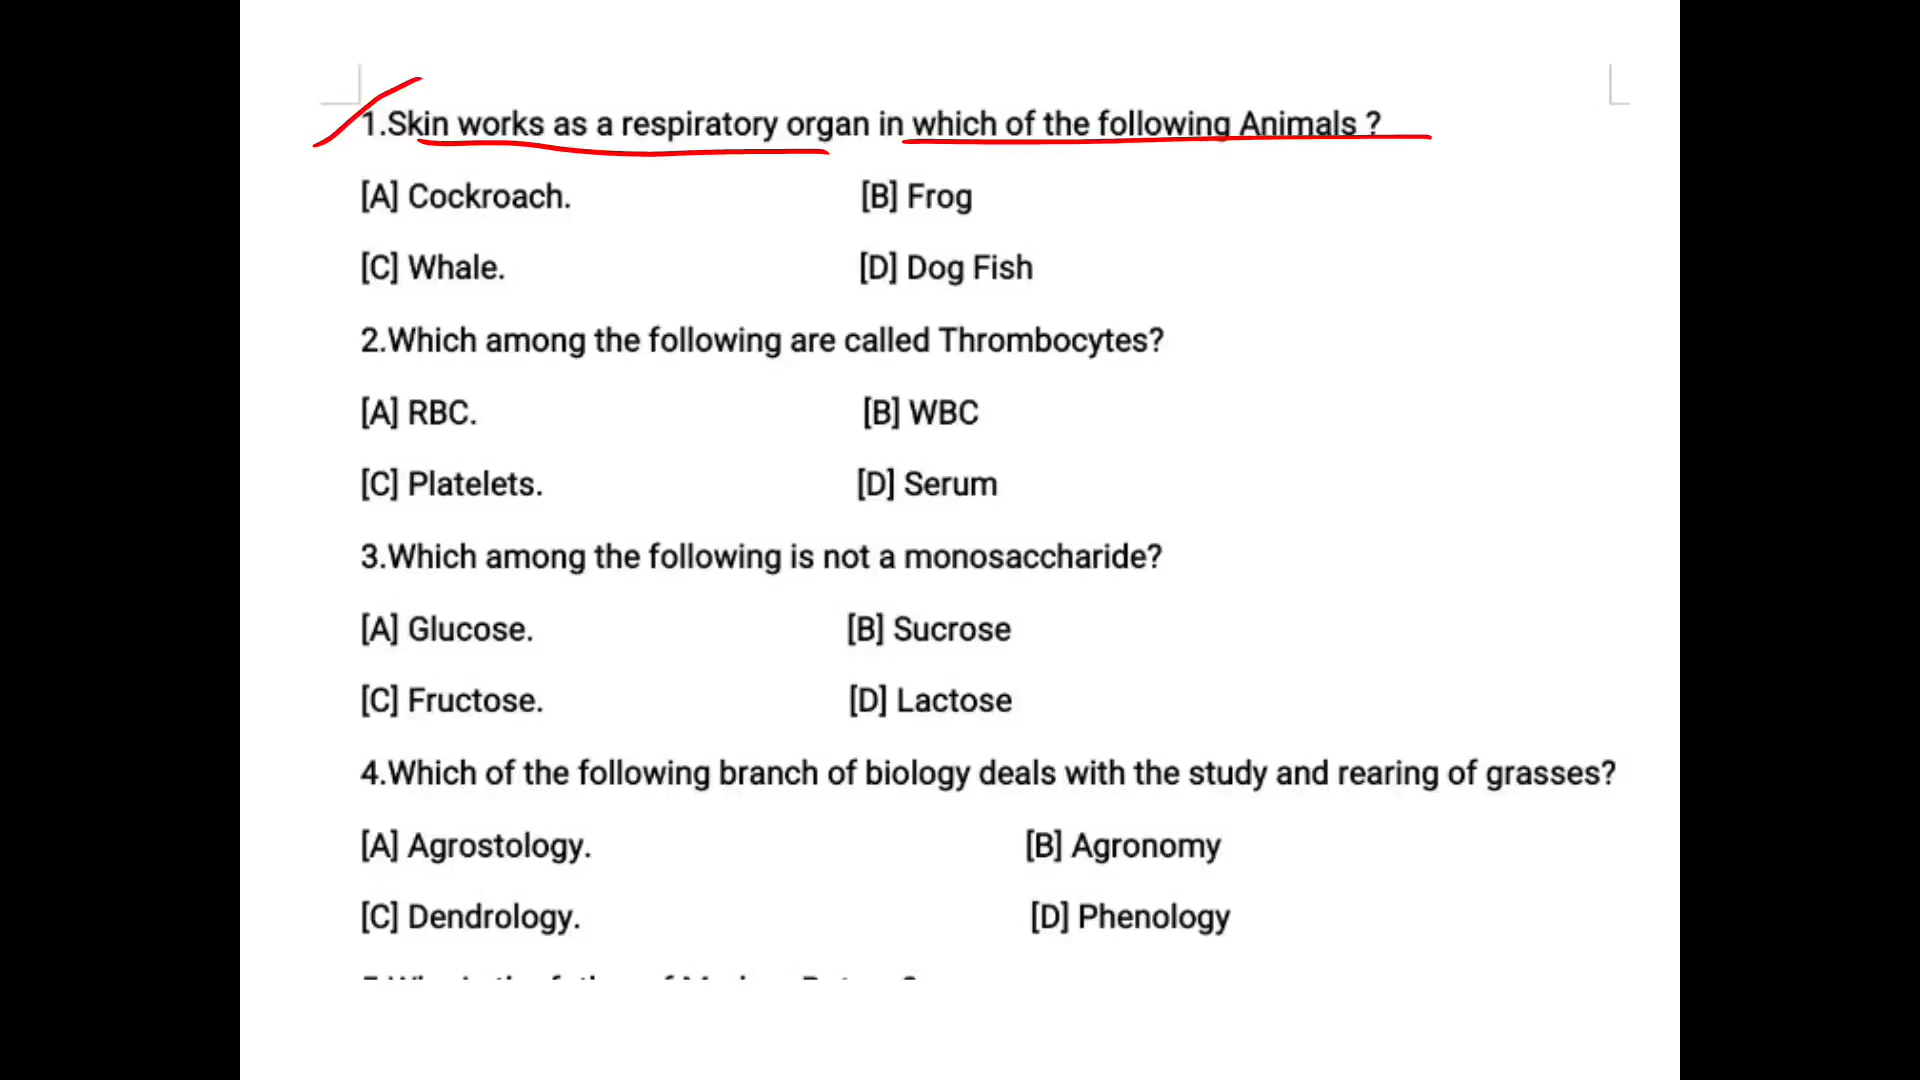 1.Skin works as a respiratory organ in which of the following Animals ?
[A] Cockroach. [B] Frog
[C] Whale. [D] Dog Fish
2.Which among the following are called Thrombocytes?
[A] RBC. [B] WBC
[C] Platelets. [D] Serum
3.Which among the following is not a monosaccharide?
[A] Glucose. [B] Sucrose
[C] Fructose. [D] Lactose
4.Which of the following branch of biology deals with the study and rearing of grasses?
[A] Agrostology. [B] Agronomy
[C] Dendrology. [D] Phenology